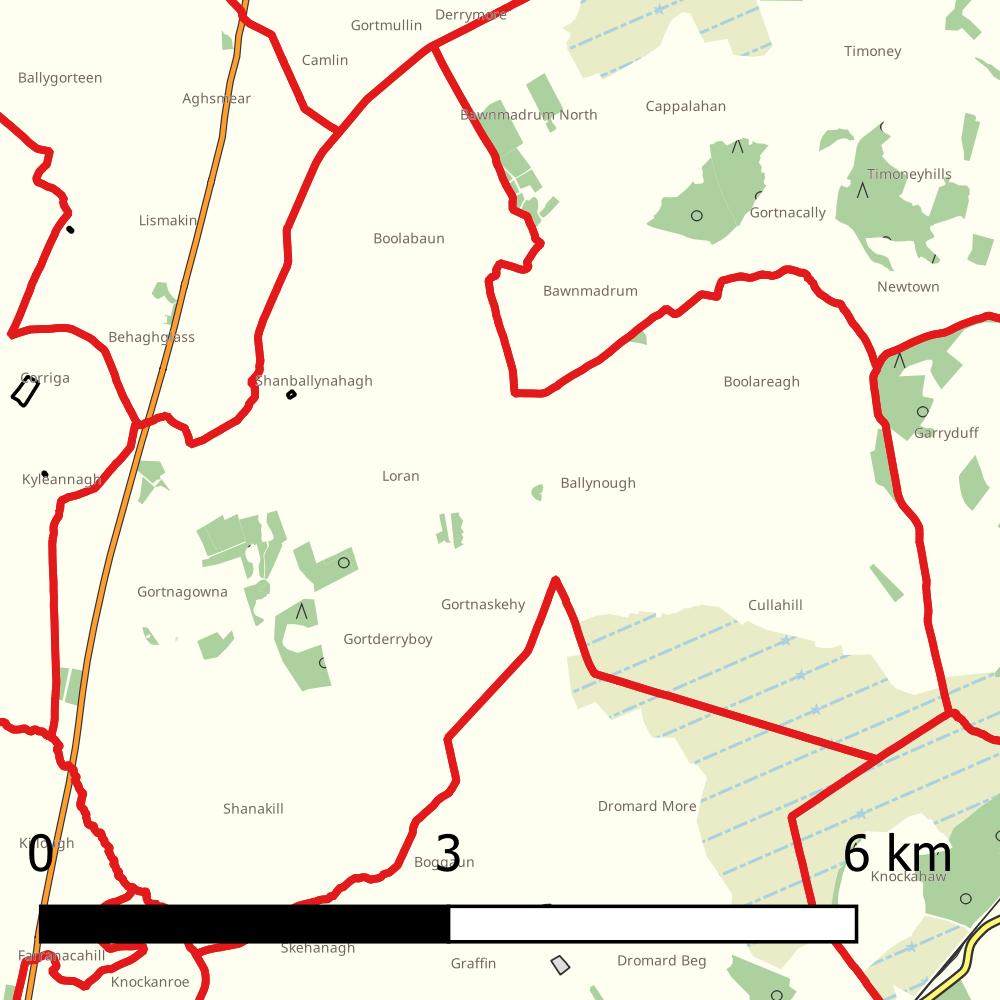 Derrymore
Gortmullin
Timoney
Camlin
Ballygorteen
Aghsmear
Cappalahan
Bawnmadrum North
Timoneyhills
Lismakin
Gortnacally
Boolabaun
Newtown
Bawnmadrum
Behaghglass
Corriga
Shanballynahagh
Boolareagh
Garryduff
Loran
Kyleannagh
Ballynough
Gortnagowna
Gortnaskehy
Cullahill
Gortderryboy
Shanakill
Dromard More
Killough
0 3 6 km
Boggaun
Knockahaw
Farranacahill
Skehanagh
Graffin
Dromard Beg
Knockanroe